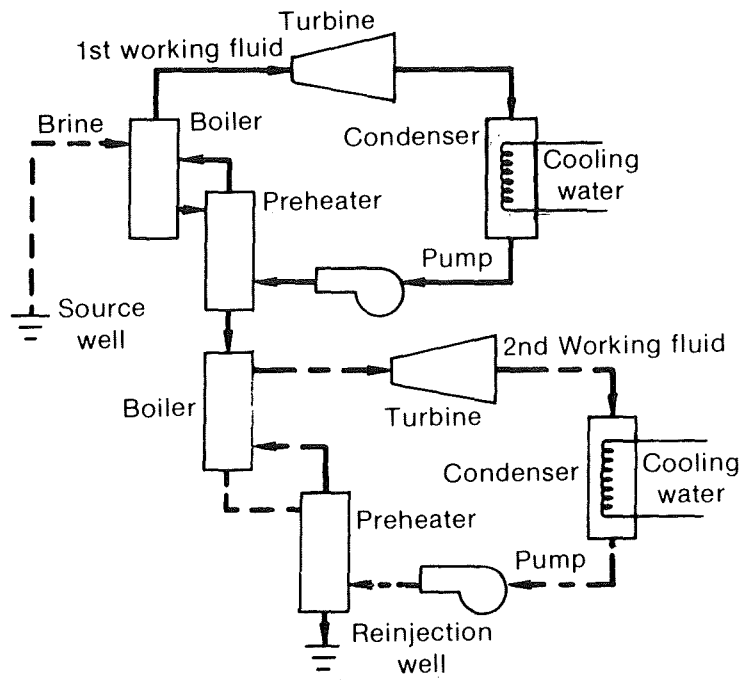 Turbine
1st working fluid
Brine
Boiler
Condenser
Cooling
water
Preheater
Pump
Source
well
2nd Working fluid
Boiler
Turbine
Condenser
Cooling
water
Preheater
Pump
Reinjection
well